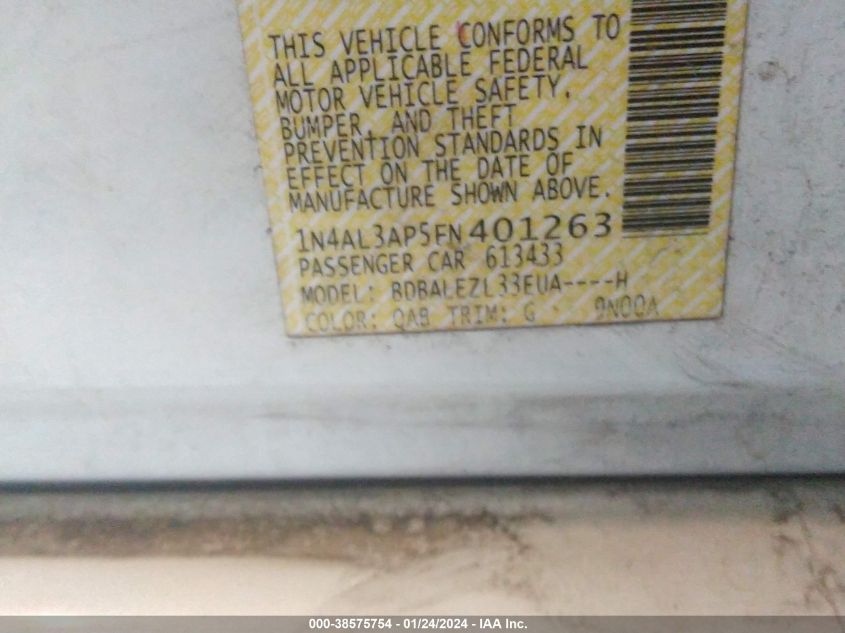 THIS VEHICLE CONFORMS TO
ALL APPLICABLE FEDERAL
MOTOR VEHICLE SAFETY,
BUMPER, AND THEFT
PREVENTION STANDARDS IN
EFFECT ON THE DATE OF
MANUFACTURE SHOWN ABOVE.
1N4AL3AP5FN401263
PASSENGER CAR 613433
MODEL: BDBALEZL33EUA----H
COLOR: QAB TRIM: G 9N00A
000-38575754 - 01/24/2024 - IAA Inc.